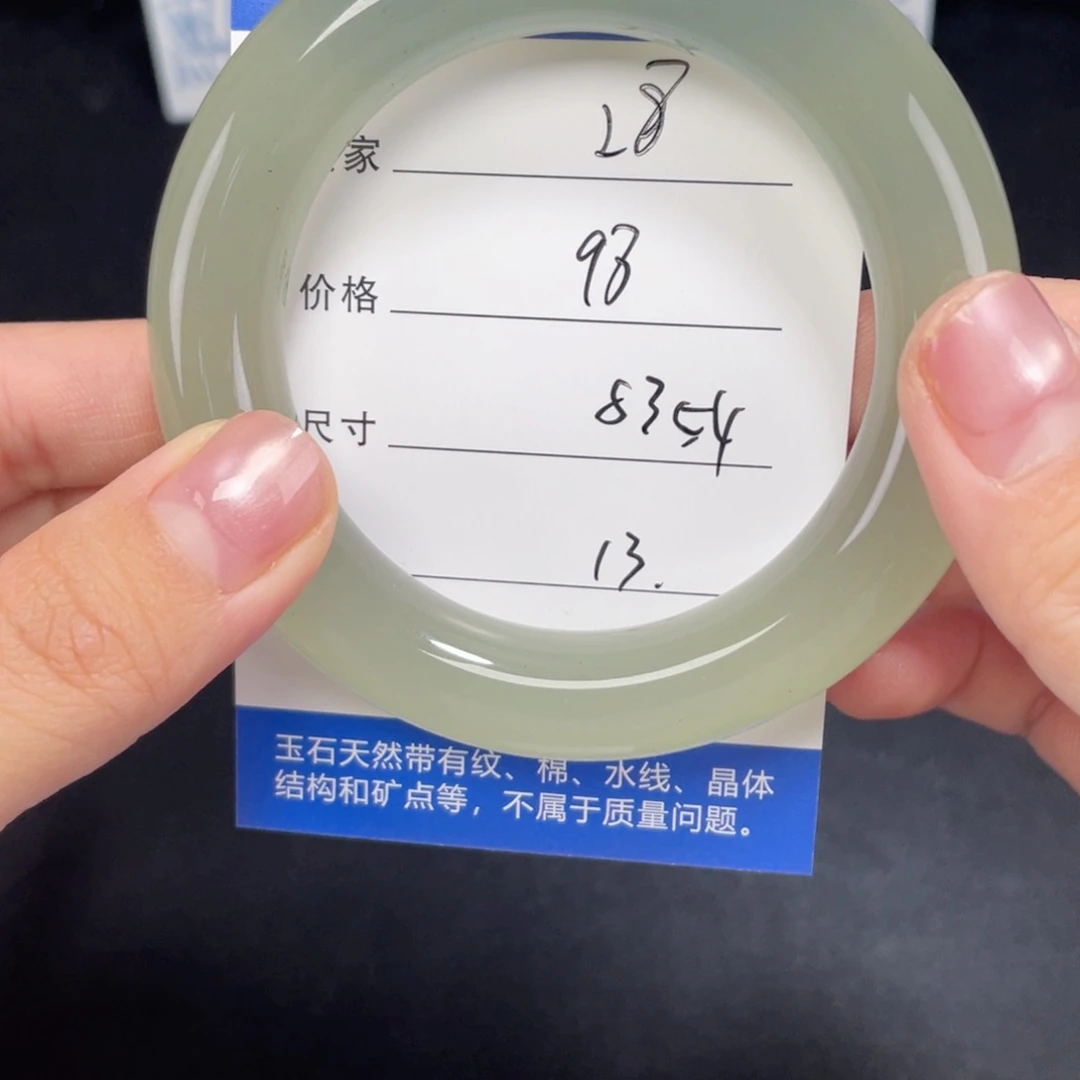 家 28
价格 98
尺寸 8354
13.
玉石天然带有纹、棉、水线、晶体
结构和矿点等，不属于质量问题。